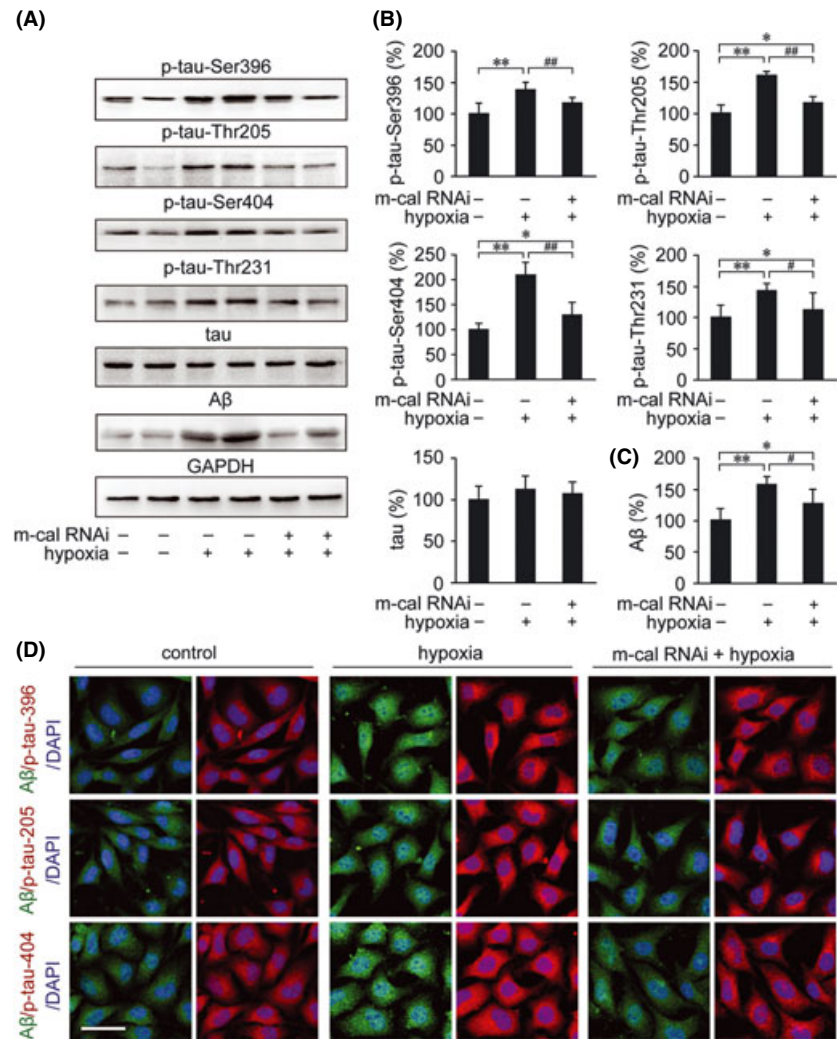 (A)
p-tau-Ser396
p-tau-Thr205
p-tau-Ser404
p-tau-Thr231
tau
Aβ
GAPDH
m-cal RNAi – – – – + +
hypoxia – – + + + +
(B)
p-tau-Ser396 (%)
200
150
100
50
0
** ##
m-cal RNAi – – +
hypoxia – + +
p-tau-Thr205 (%)
200
150
100
50
0
*
** ##
m-cal RNAi – – +
hypoxia – + +
p-tau-Ser404 (%)
250
200
150
100
50
0
*
** ##
m-cal RNAi – – +
hypoxia – + +
p-tau-Thr231 (%)
200
150
100
50
0
*
** #
m-cal RNAi – – +
hypoxia – + +
tau (%)
150
100
50
0
m-cal RNAi – – +
hypoxia – + +
(C)
Aβ (%)
200
150
100
50
0
*
** #
m-cal RNAi – – +
hypoxia – + +
(D)
control hypoxia m-cal RNAi + hypoxia
Aβ/p-tau-396
/DAPI
Aβ/p-tau-205
/DAPI
Aβ/p-tau-404
/DAPI